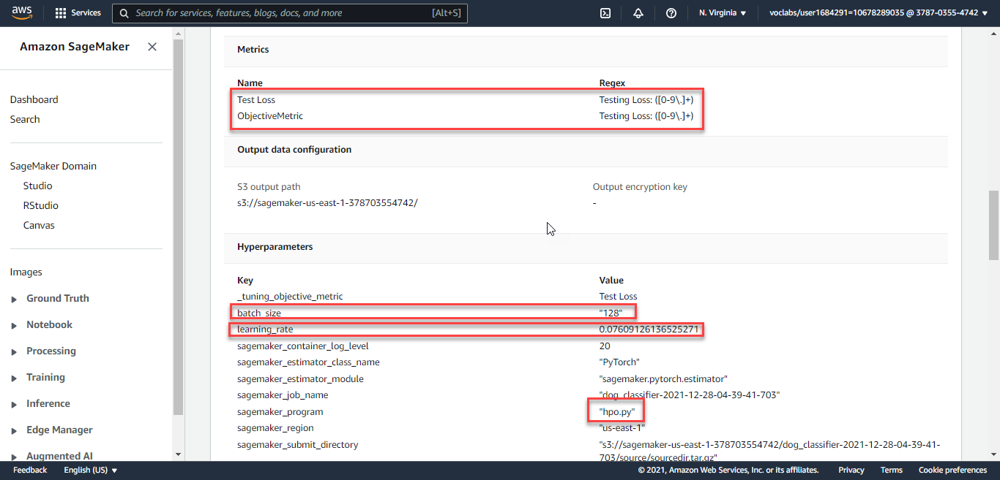 aws Services Search for services, features, blogs, docs, and more [Alt+S] N. Virginia voclabs/user1684291=10678289035 @ 3787-0355-4742
Amazon SageMaker
Dashboard
Search
SageMaker Domain
Studio
RStudio
Canvas
Images
Ground Truth
Notebook
Processing
Training
Inference
Edge Manager
Augmented AI
Metrics
Name Regex
Test Loss Testing Loss: ([0-9\.]+)
ObjectiveMetric Testing Loss: ([0-9\.]+)
Output data configuration
S3 output path Output encryption key
s3://sagemaker-us-east-1-378703554742/ -
Hyperparameters
Key Value
_tuning_objective_metric Test Loss
batch_size "128"
learning_rate 0.07609126136525271
sagemaker_container_log_level 20
sagemaker_estimator_class_name "PyTorch"
sagemaker_estimator_module "sagemaker.pytorch.estimator"
sagemaker_job_name "dog_classifier-2021-12-28-04-39-41-703"
sagemaker_program "hpo.py"
sagemaker_region "us-east-1"
sagemaker_submit_directory "s3://sagemaker-us-east-1-378703554742/dog_classifier-2021-12-28-04-39-41-
703/source/sourcedir.tar.gz"
Feedback English (US) © 2021, Amazon Web Services, Inc. or its affiliates. Privacy Terms Cookie preferences